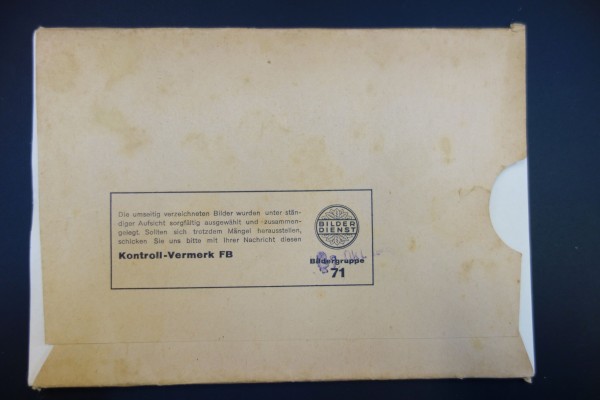 Die umseitig verzeichneten Bilder wurden unter stän-
diger Aufsicht sorgfältig ausgewählt und zusammen-
gelegt. Sollten sich trotzdem Mängel herausstellen,
schicken Sie uns bitte mit Ihrer Nachricht diesen
Kontroll-Vermerk FB
BILDER
DIENST
Bildergruppe
71